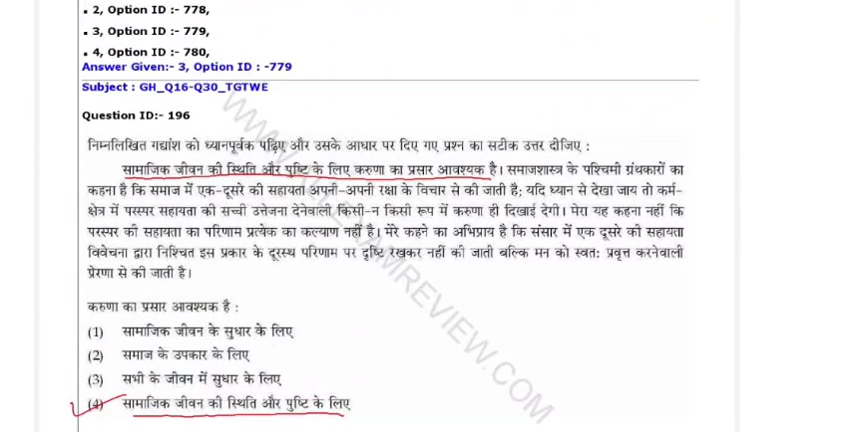 . 2, Option ID :- 778,
. 3, Option ID :- 779,
. 4, Option ID :- 780,
Answer Given:- 3, Option ID : -779
Subject : GH_Q16-Q30_TGTWE
Question ID:- 196
निम्नलिखित गद्यांश को ध्यानपूर्वक पढ़िए और उसके आधार पर दिए गए प्रश्न का सटीक उत्तर दीजिए :
सामाजिक जीवन की स्थिति और पुष्टि के लिए करुणा का प्रसार आवश्यक है। समाजशास्त्र के पश्चिमी ग्रंथकारों का
कहना है कि समाज में एक-दूसरे की सहायता अपनी-अपनी रक्षा के विचार से की जाती है; यदि ध्यान से देखा जाय तो कर्म-
क्षेत्र में परस्पर सहायता की सच्ची उत्तेजना देनेवाली किसी-न किसी रूप में करुणा ही दिखाई देगी। मेरा यह कहना नहीं कि
परस्पर की सहायता का परिणाम प्रत्येक का कल्याण नहीं है। मेरे कहने का अभिप्राय है कि संसार में एक दूसरे की सहायता
विवेचना द्वारा निश्चित इस प्रकार के दूरस्थ परिणाम पर दृष्टि रखकर नहीं की जाती बल्कि मन को स्वत: प्रवृत्त करनेवाली
प्रेरणा से की जाती है।
करुणा का प्रसार आवश्यक है :
(1) सामाजिक जीवन के सुधार के लिए
(2) समाज के उपकार के लिए
(3) सभी के जीवन में सुधार के लिए
(4) सामाजिक जीवन की स्थिति और पुष्टि के लिए